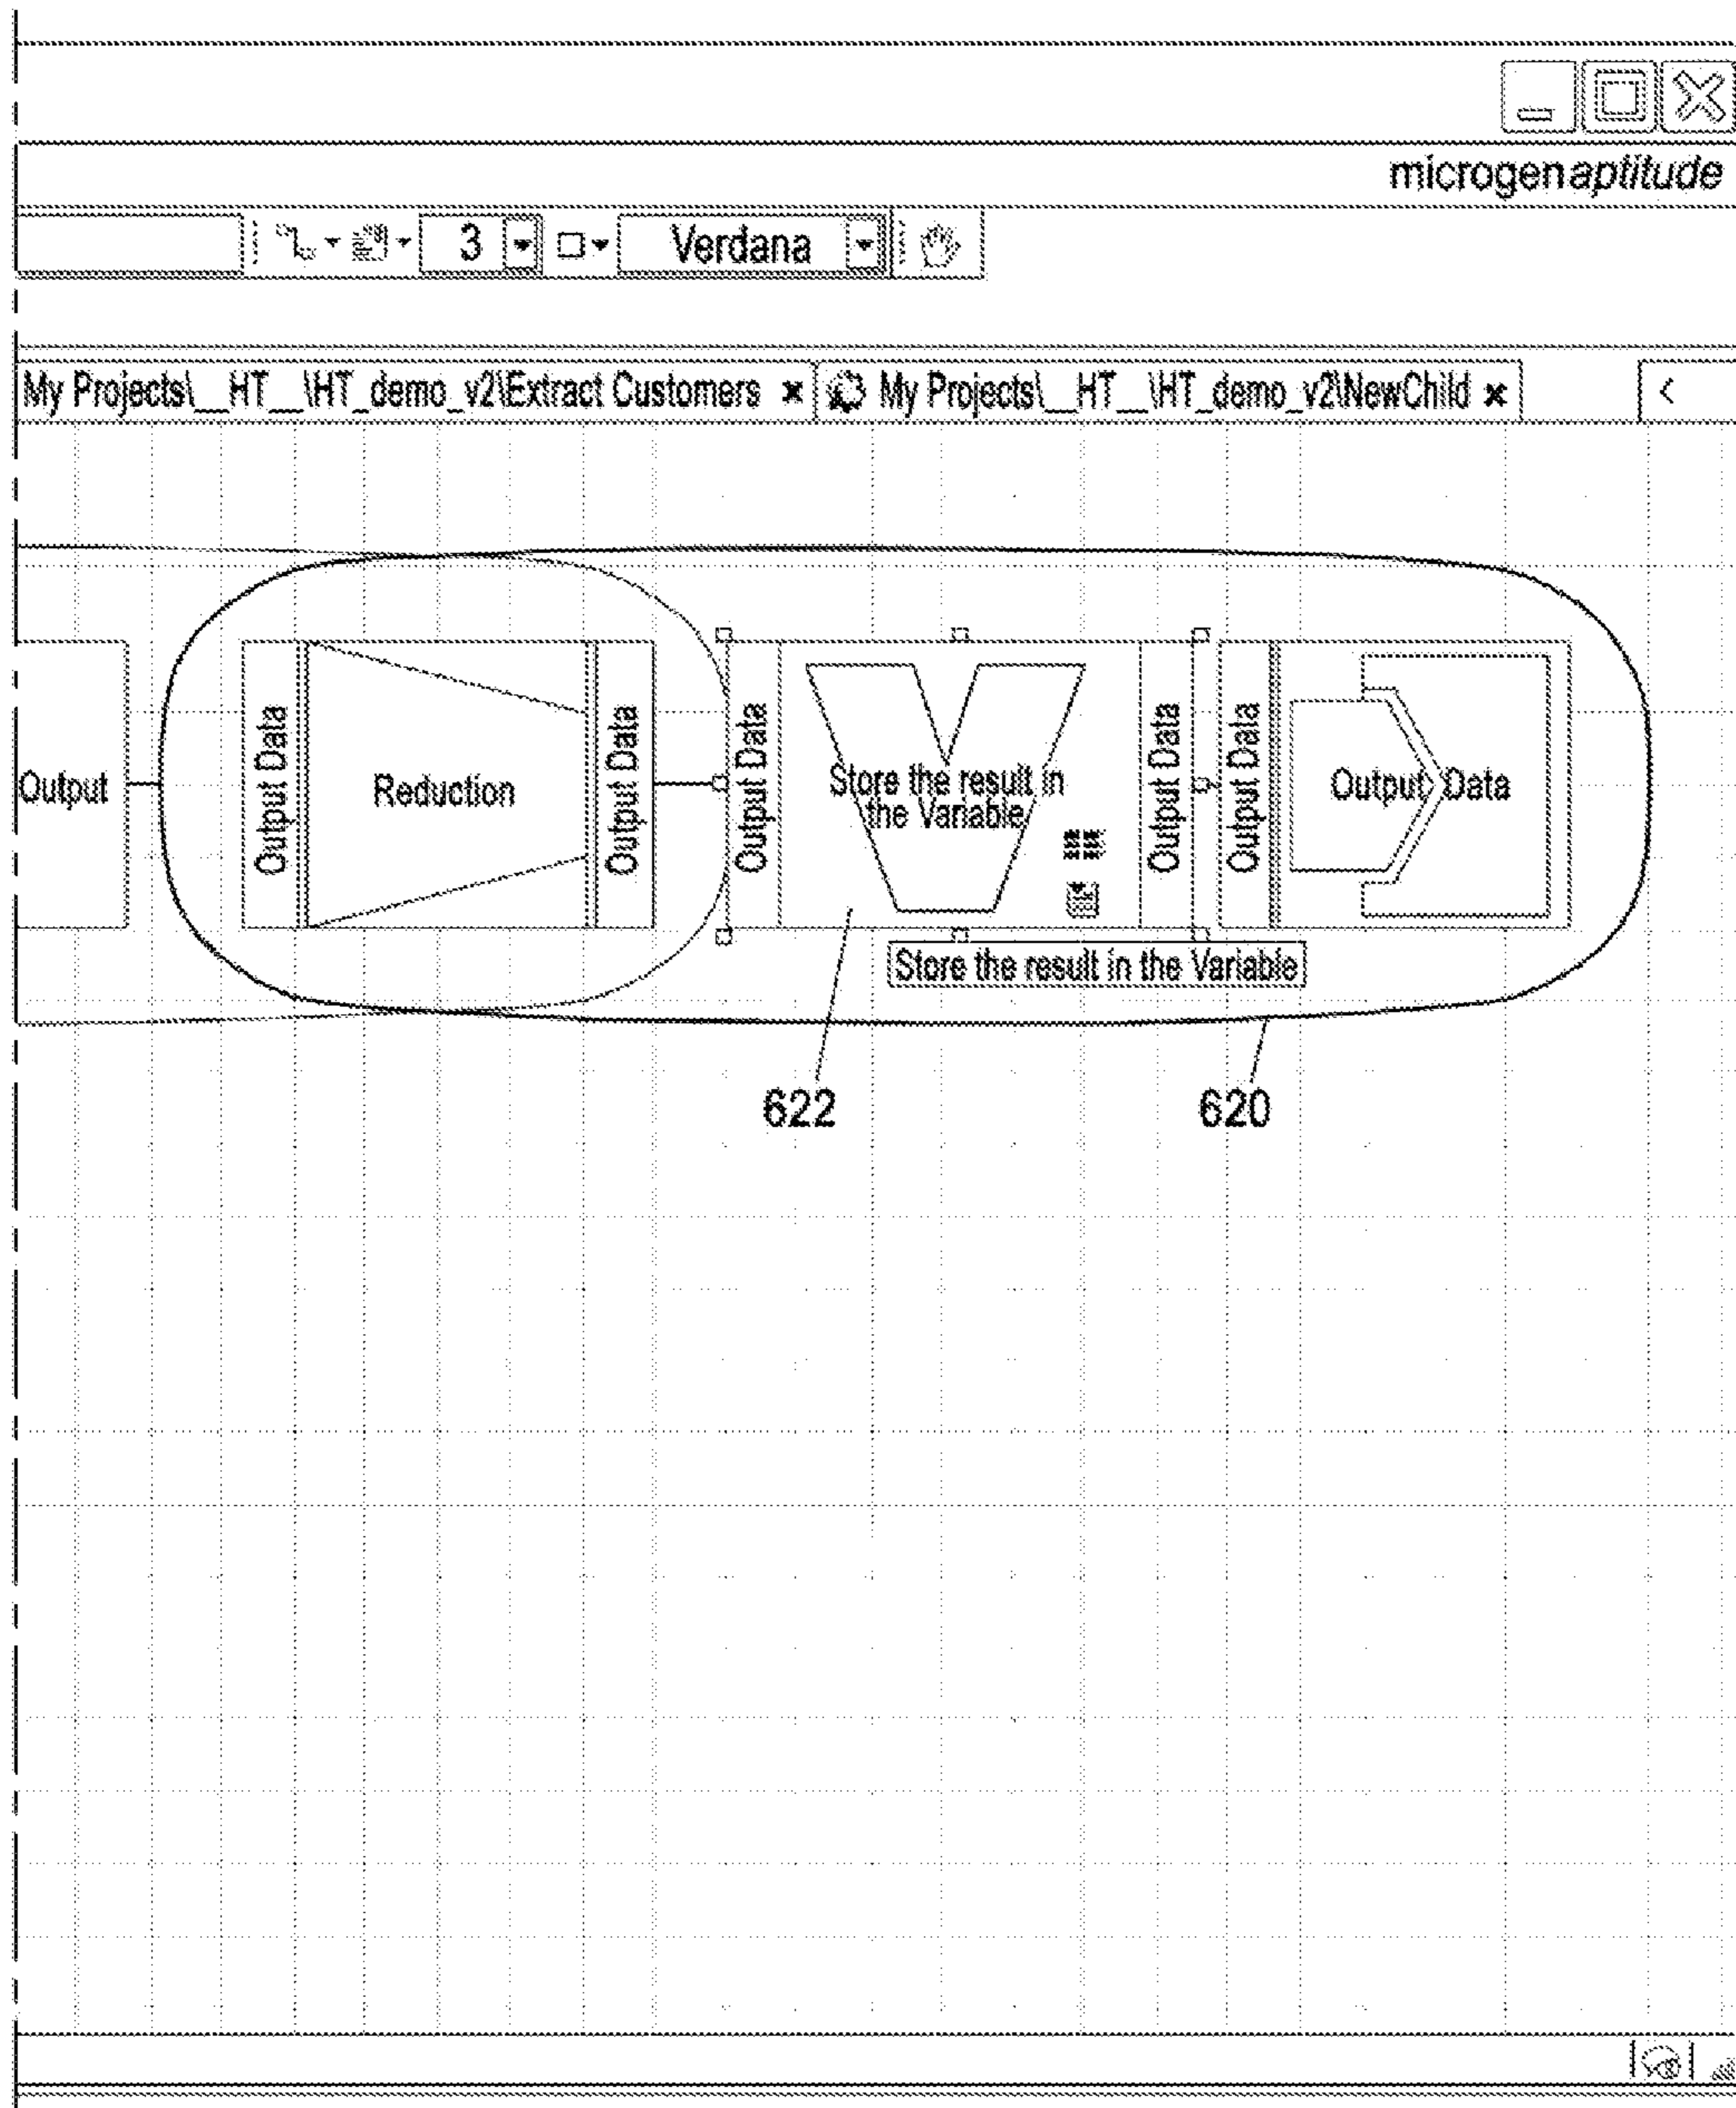 microgenaptitude
3 Verdana
My Projects\__HT__\HT_demo_v2\Extract Customers x My Projects\__HT__\HT_demo_v2\NewChild x <
Output
Output Data
Reduction
Output Data
Output Data
Store the result in
the Variable
Output Data
Output Data
Output Data
Store the result in the Variable
622
620